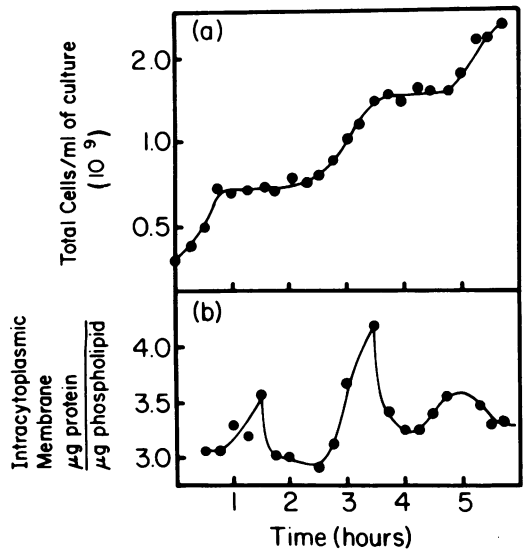 (a)
2.0
1.0
0.5
Total Cells/ml of culture
(10⁹)
(b)
4.0
3.5
3.0
Intracytoplasmic
Membrane
μg protein
μg phospholipid
1 2 3 4 5
Time (hours)